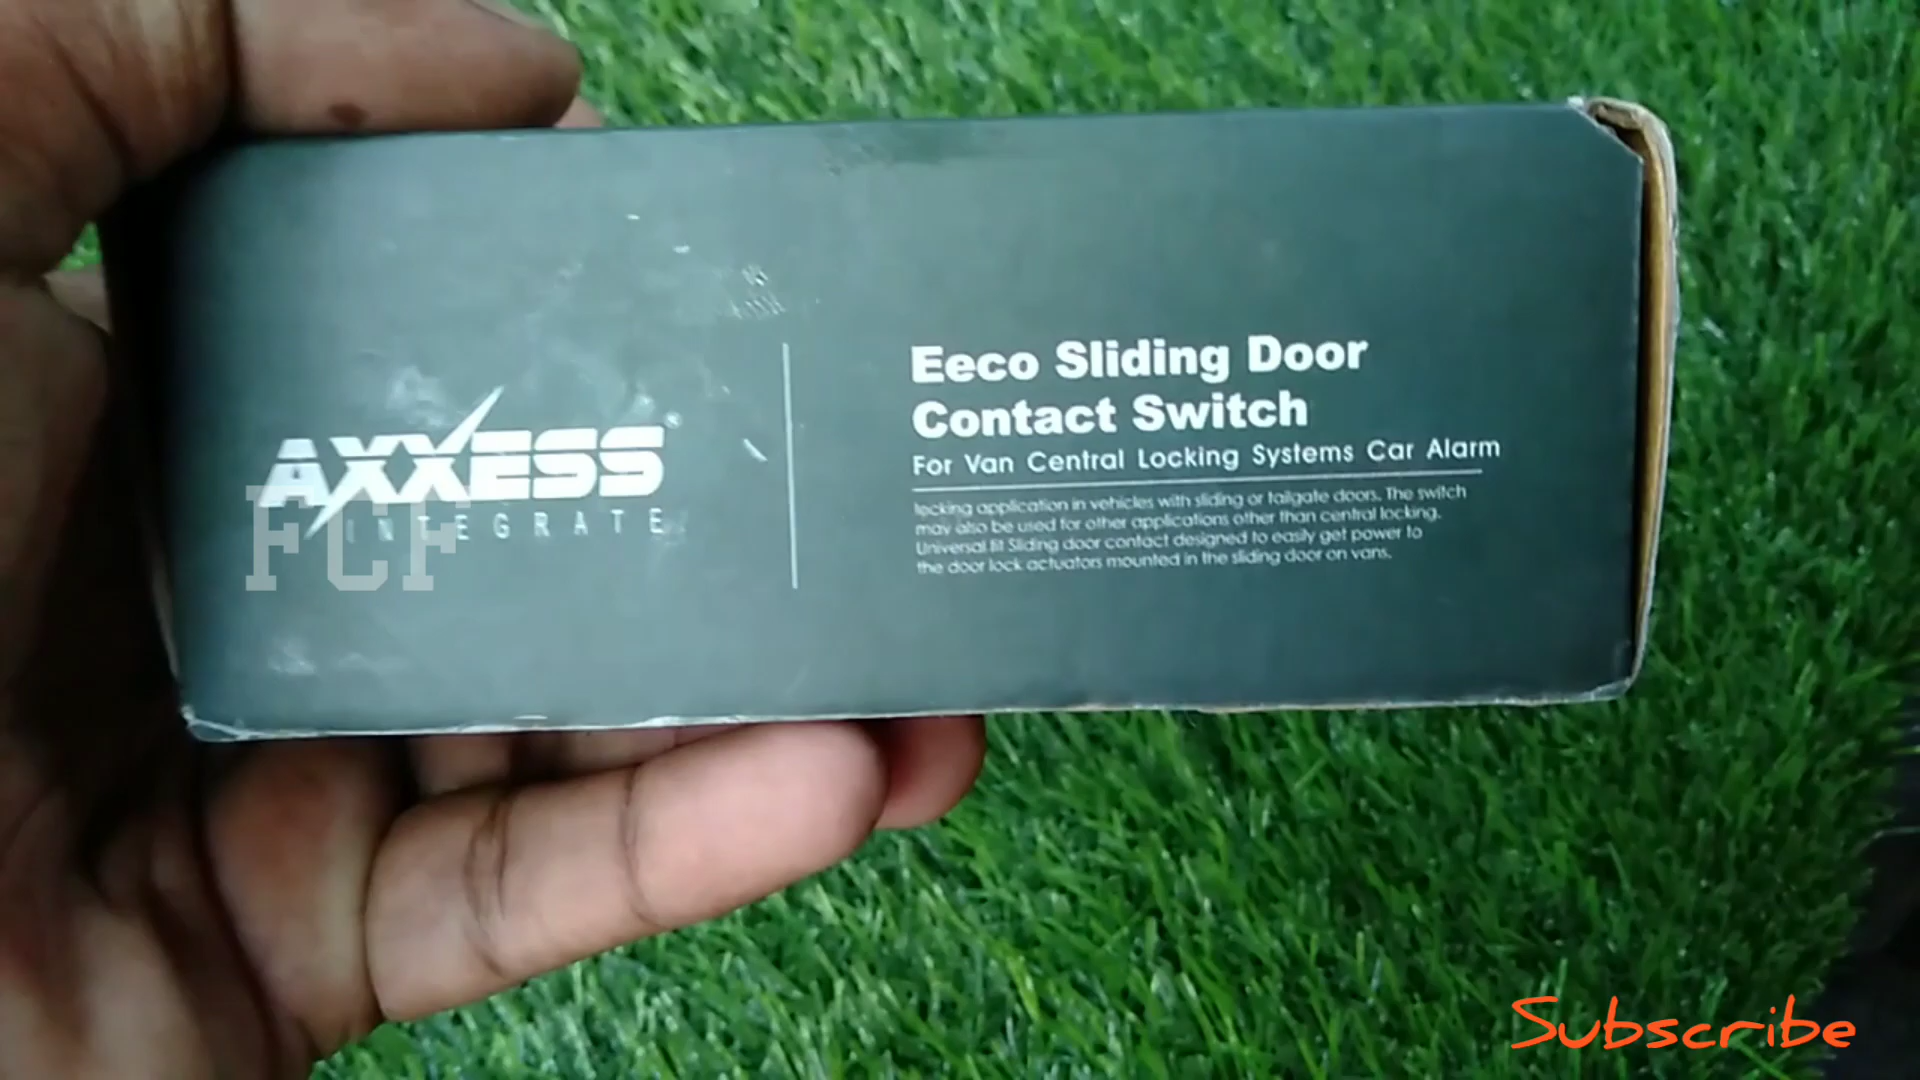 AXXESS
INTEGRATE
FCF
Eeco Sliding Door
Contact Switch
For Van Central Locking Systems Car Alarm
locking application in vehicles with sliding or tailgate doors. The switch
may also be used for other applications other than central locking.
Universal fit Sliding door contact designed to easily get power to
the door lock actuators mounted in the sliding door on vans.
Subscribe